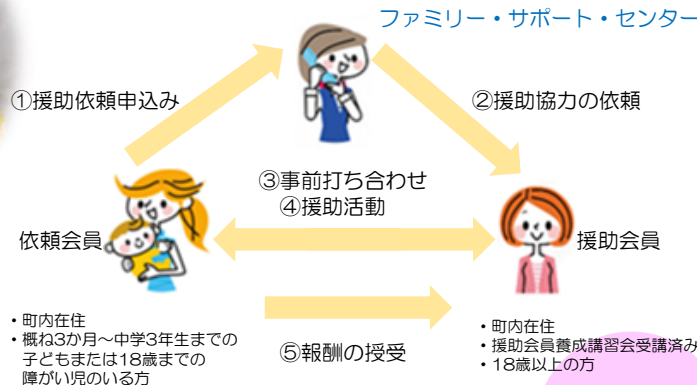 ファミリー・サポート・センター
①援助依頼申込み
②援助協力の依頼
③事前打ち合わせ
④援助活動
依頼会員
援助会員
・町内在住
・概ね3か月～中学3年生までの
子どもまたは18歳までの
障がい児のいる方
⑤報酬の授受
・町内在住
・援助会員養成講習会受講済み
・18歳以上の方